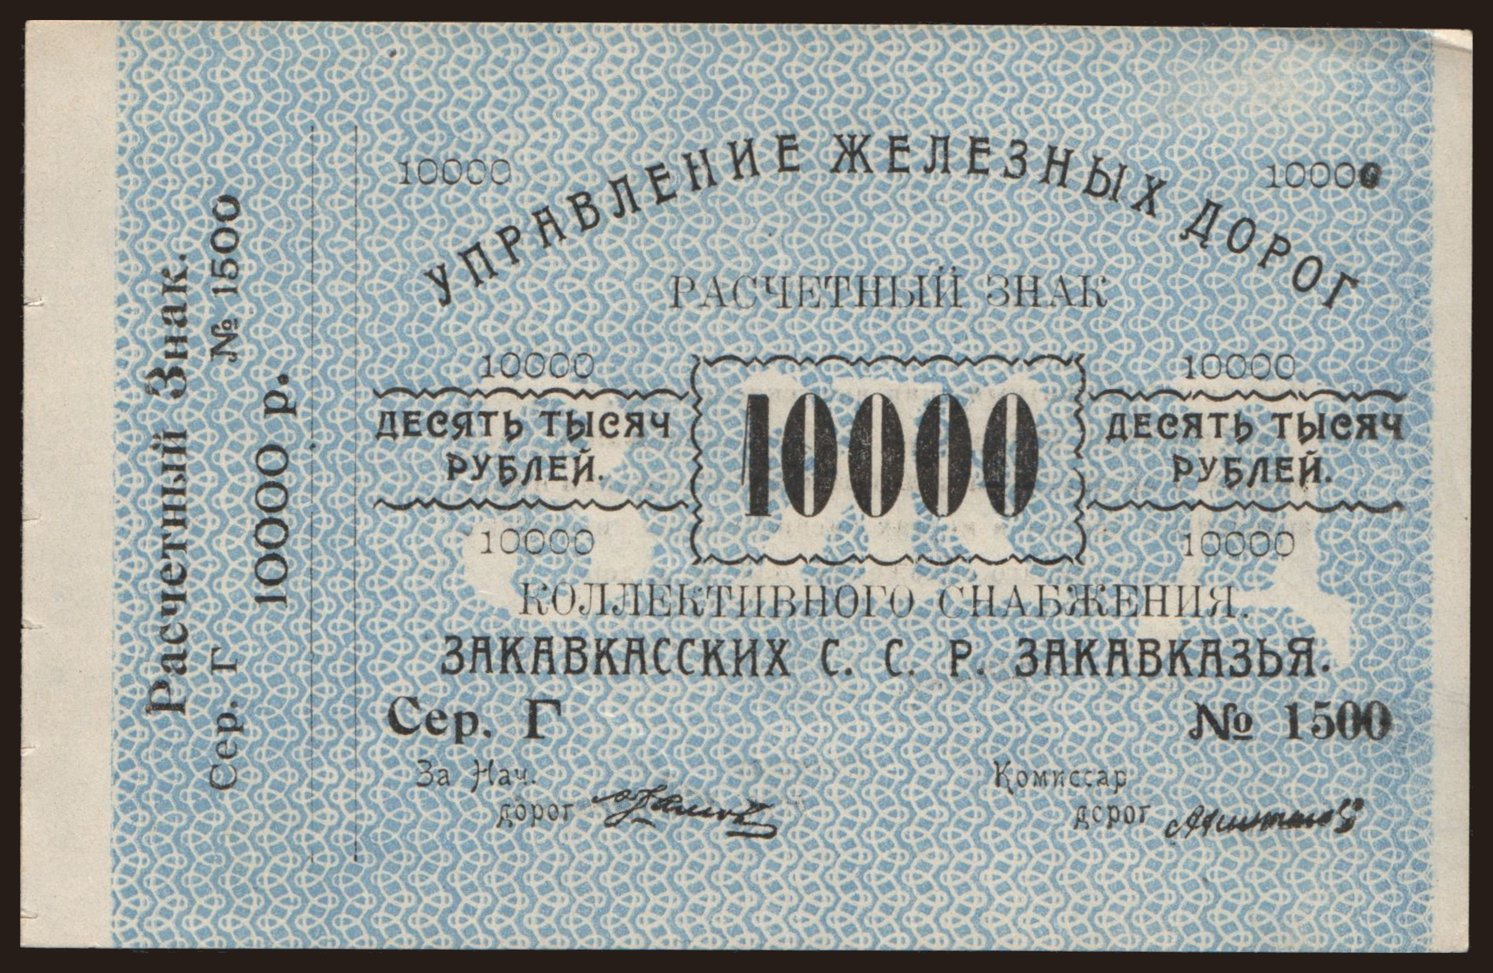 Расчетный Знак.
Сер. Г № 1500
10000 р.
10000 10000
УПРАВЛЕНИЕ ЖЕЛЕЗНЫХ ДОРОГ
РАСЧЕТНЫЙ ЗНАК
10000 10000
ДЕСЯТЬ ТЫСЯЧ 10000 ДЕСЯТЬ ТЫСЯЧ
РУБЛЕЙ. РУБЛЕЙ.
10000 10000
КОЛЛЕКТИВНОГО СНАБЖЕНИЯ.
ЗАКАВКАССКИХ С. С. Р. ЗАКАВКАЗЬЯ.
Сер. Г № 1500
За Нач. Комиссар
дорог дорог